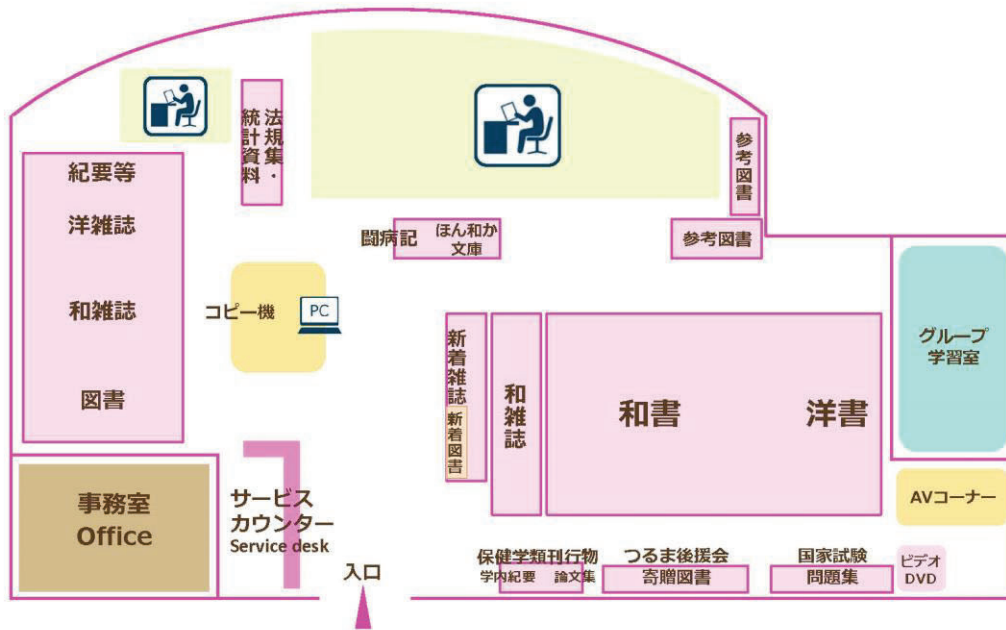 法規集・
統計資料
参考図書
紀要等
洋雑誌
和雑誌
図書
闘病記
ほん和か
文庫
参考図書
コピー機
PC
新着雑誌
新着図書
和雑誌
和書
洋書
グループ
学習室
AVコーナー
事務室
Office
サービス
カウンター
Service desk
入口
保健学類刊行物
学内紀要 論文集
つるま後援会
寄贈図書
国家試験
問題集
ビデオ
DVD